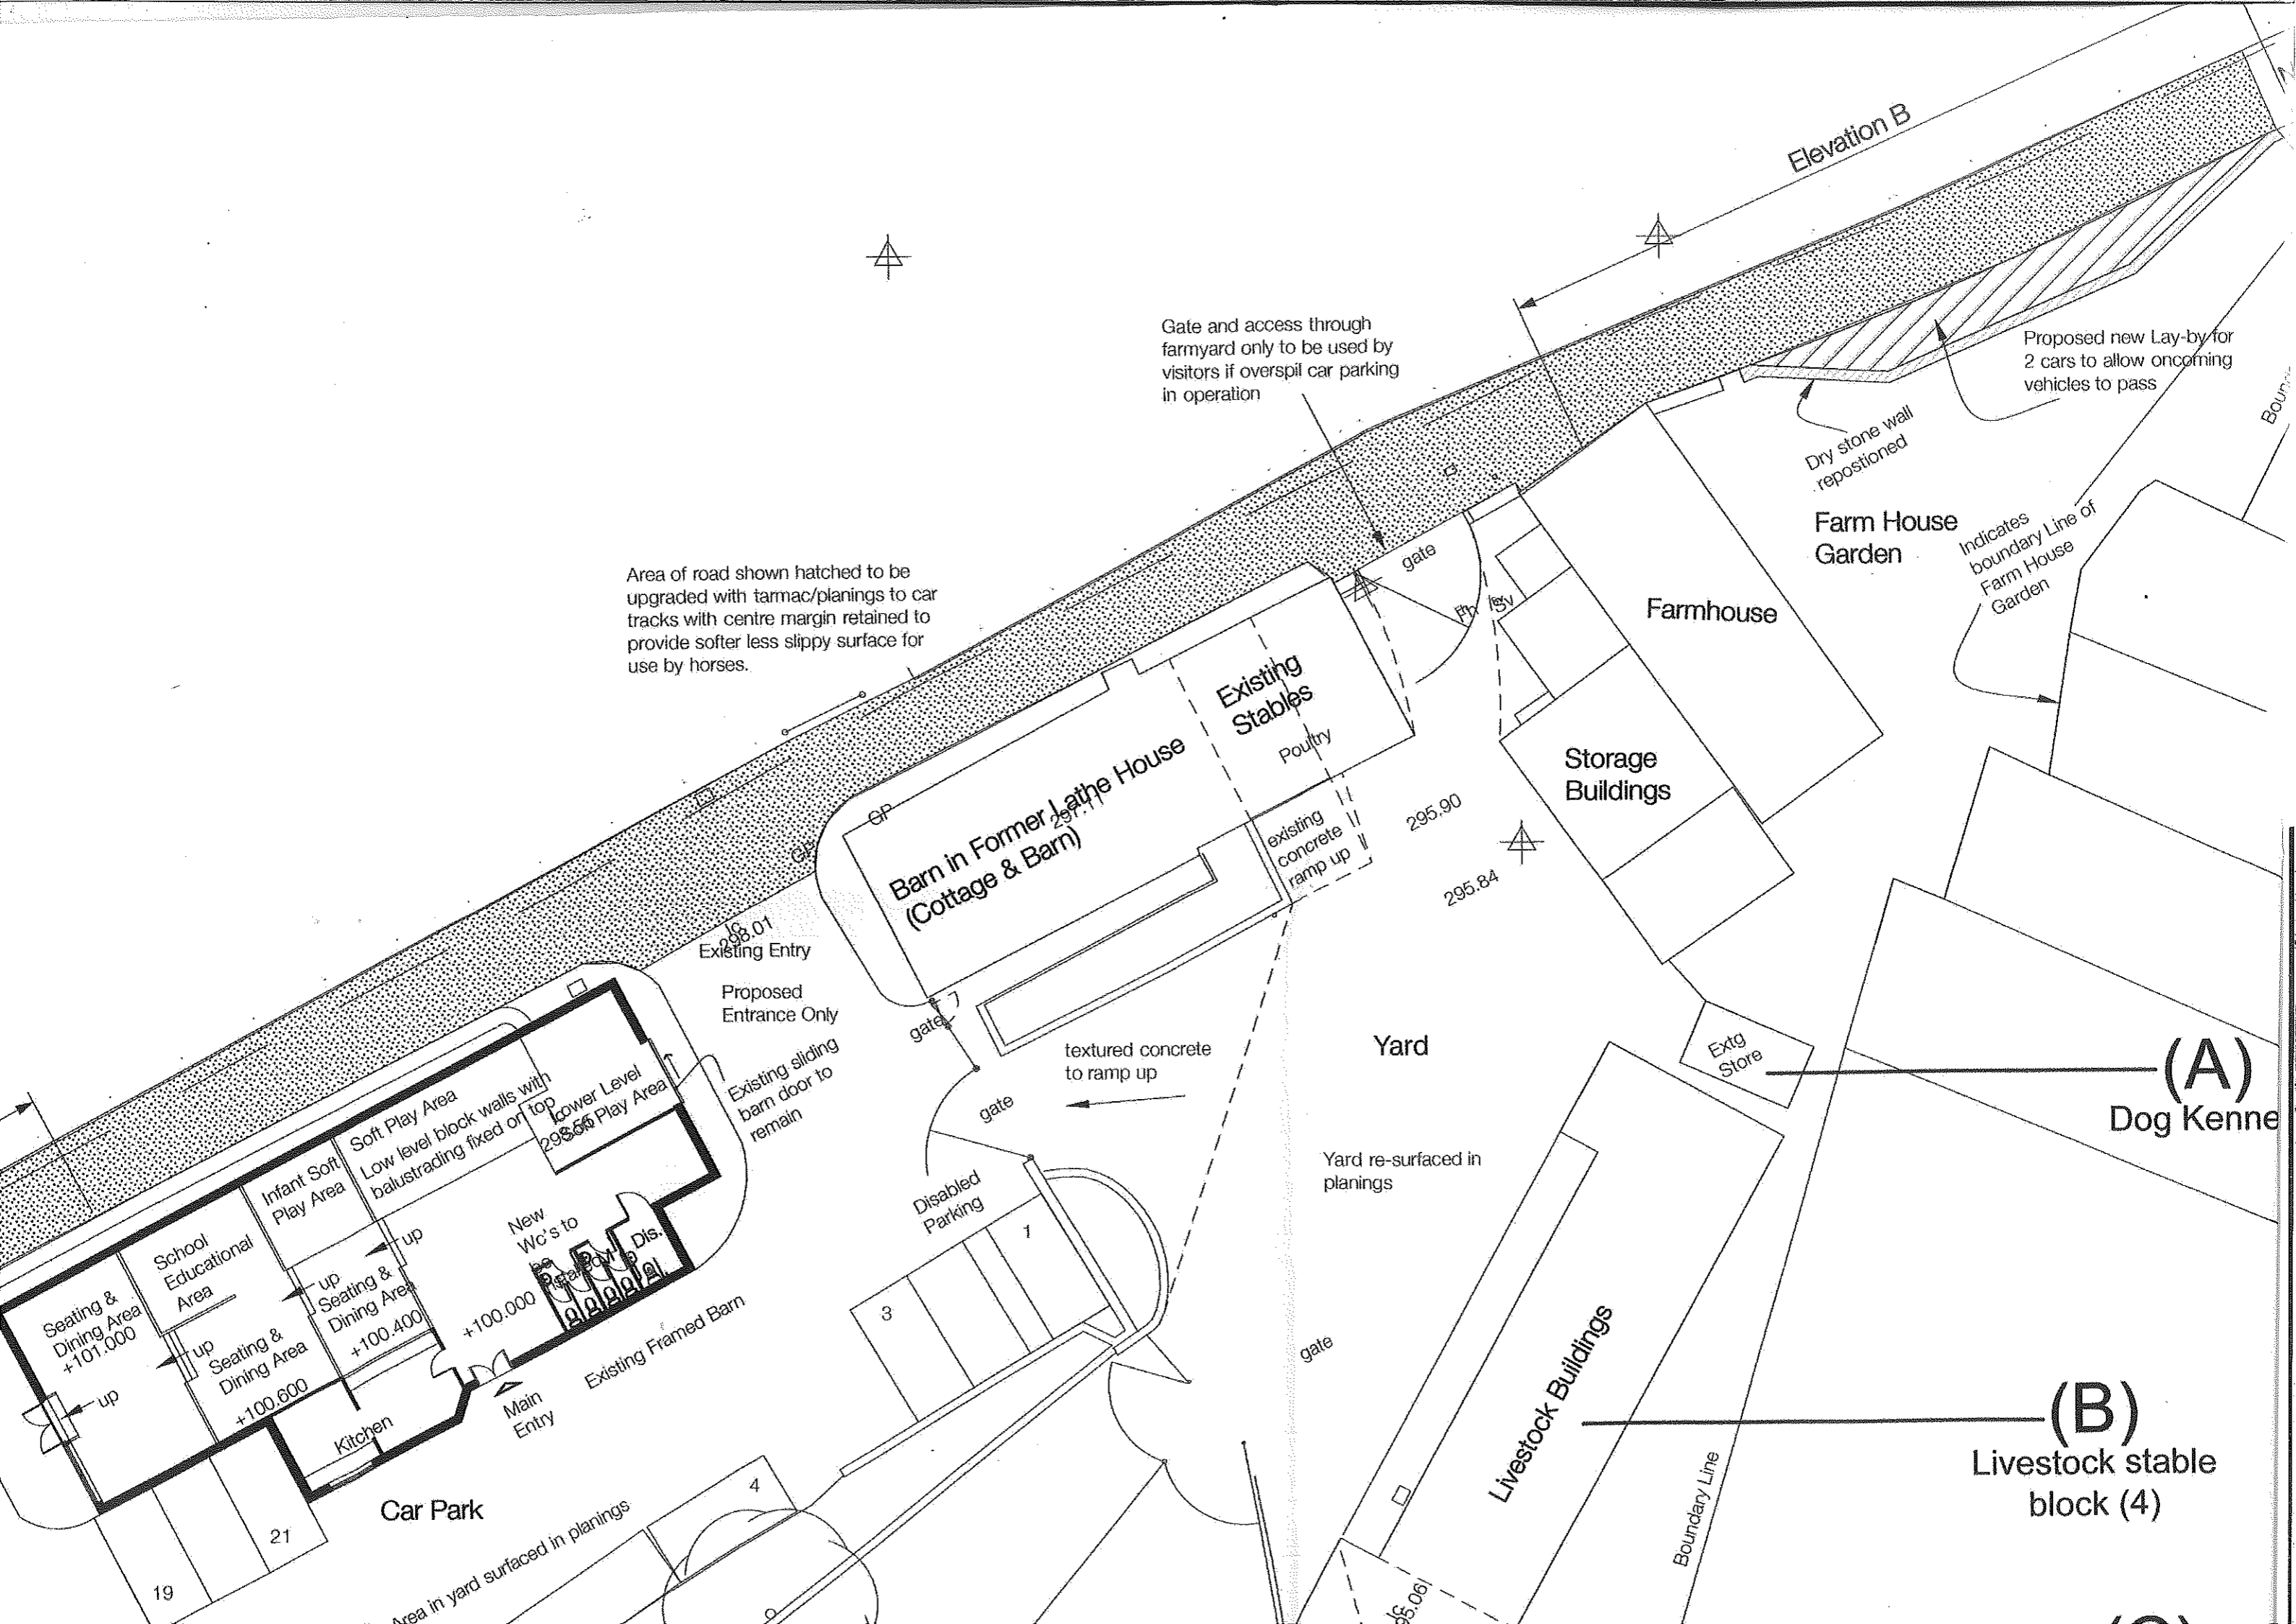 Elevation B
Gate and access through
farmyard only to be used by
visitors if overspil car parking
in operation
Proposed new Lay-by for
2 cars to allow oncoming
vehicles to pass
Dry stone wall
repostioned
Farm House
Garden
Indicates
boundary Line of
Farm House
Garden
Area of road shown hatched to be
upgraded with tarmac/planings to car
tracks with centre margin retained to
provide softer less slippy surface for
use by horses.
gate
Farmhouse
Existing
Stables
Poultry
Storage
Buildings
GP
GP
Barn in Former Lathe House
(Cottage & Barn)
297.11
existing
concrete
ramp up
295.90
295.84
298.01
Existing Entry
Proposed
Entrance Only
gate
Existing sliding
barn door to
remain
textured concrete
to ramp up
gate
Yard
Extg
Store
(A)
Dog Kenne
Yard re-surfaced in
planings
Disabled
Parking
1
3
Soft Play Area
Low level block walls with
balustrading fixed on top
Lower Level
Soft Play Area
Infant Soft
Play Area
School
Educational
Area
New
Wc's to
be
Dis.
up
up
Seating &
Dining Area
+100.400
+100.000
Seating &
Dining Area
+101.000
up
Seating &
Dining Area
+100.600
up
Kitchen
Main
Entry
Existing Framed Barn
gate
Livestock Buildings
(B)
Livestock stable
block (4)
Boundary Line
Car Park
4
21
19
Area in yard surfaced in planings